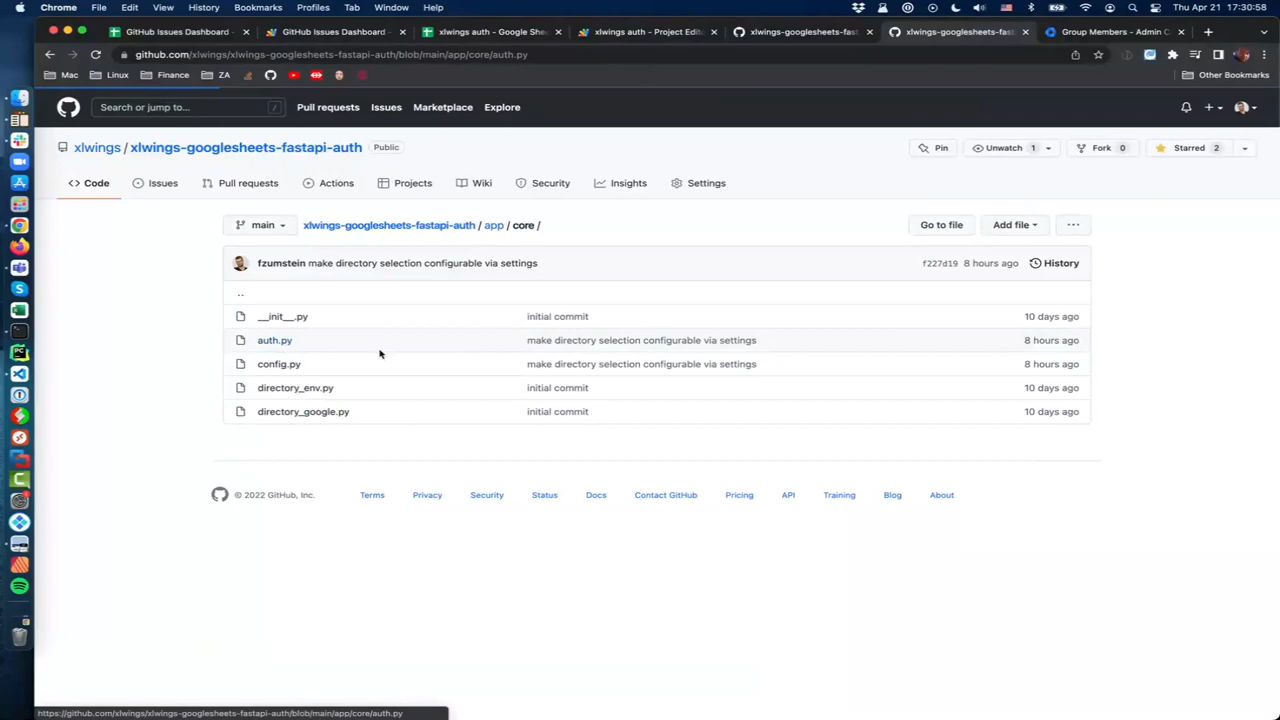 Chrome File Edit View History Bookmarks Profiles Tab Window Help Thu Apr 21 17:30:58
GitHub Issues Dashboard - GitHub Issues Dashboard - xlwings auth - Google She xlwings auth - Project Edit xlwings-googlesheets-fast xlwings-googlesheets-fast Group Members - Admin C
github.com/xlwings/xlwings-googlesheets-fastapi-auth/blob/main/app/core/auth.py
Mac Linux Finance ZA Other Bookmarks
Search or jump to... / Pull requests Issues Marketplace Explore
xlwings / xlwings-googlesheets-fastapi-auth Public Pin Unwatch 1 Fork 0 Starred 2
<> Code Issues Pull requests Actions Projects Wiki Security Insights Settings
main xlwings-googlesheets-fastapi-auth / app / core / Go to file Add file ...
fzumstein make directory selection configurable via settings f227d19 8 hours ago History
..
__init__.py initial commit 10 days ago
auth.py make directory selection configurable via settings 8 hours ago
config.py make directory selection configurable via settings 8 hours ago
directory_env.py initial commit 10 days ago
directory_google.py initial commit 10 days ago
© 2022 GitHub, Inc. Terms Privacy Security Status Docs Contact GitHub Pricing API Training Blog About
https://github.com/xlwings/xlwings-googlesheets-fastapi-auth/blob/main/app/core/auth.py